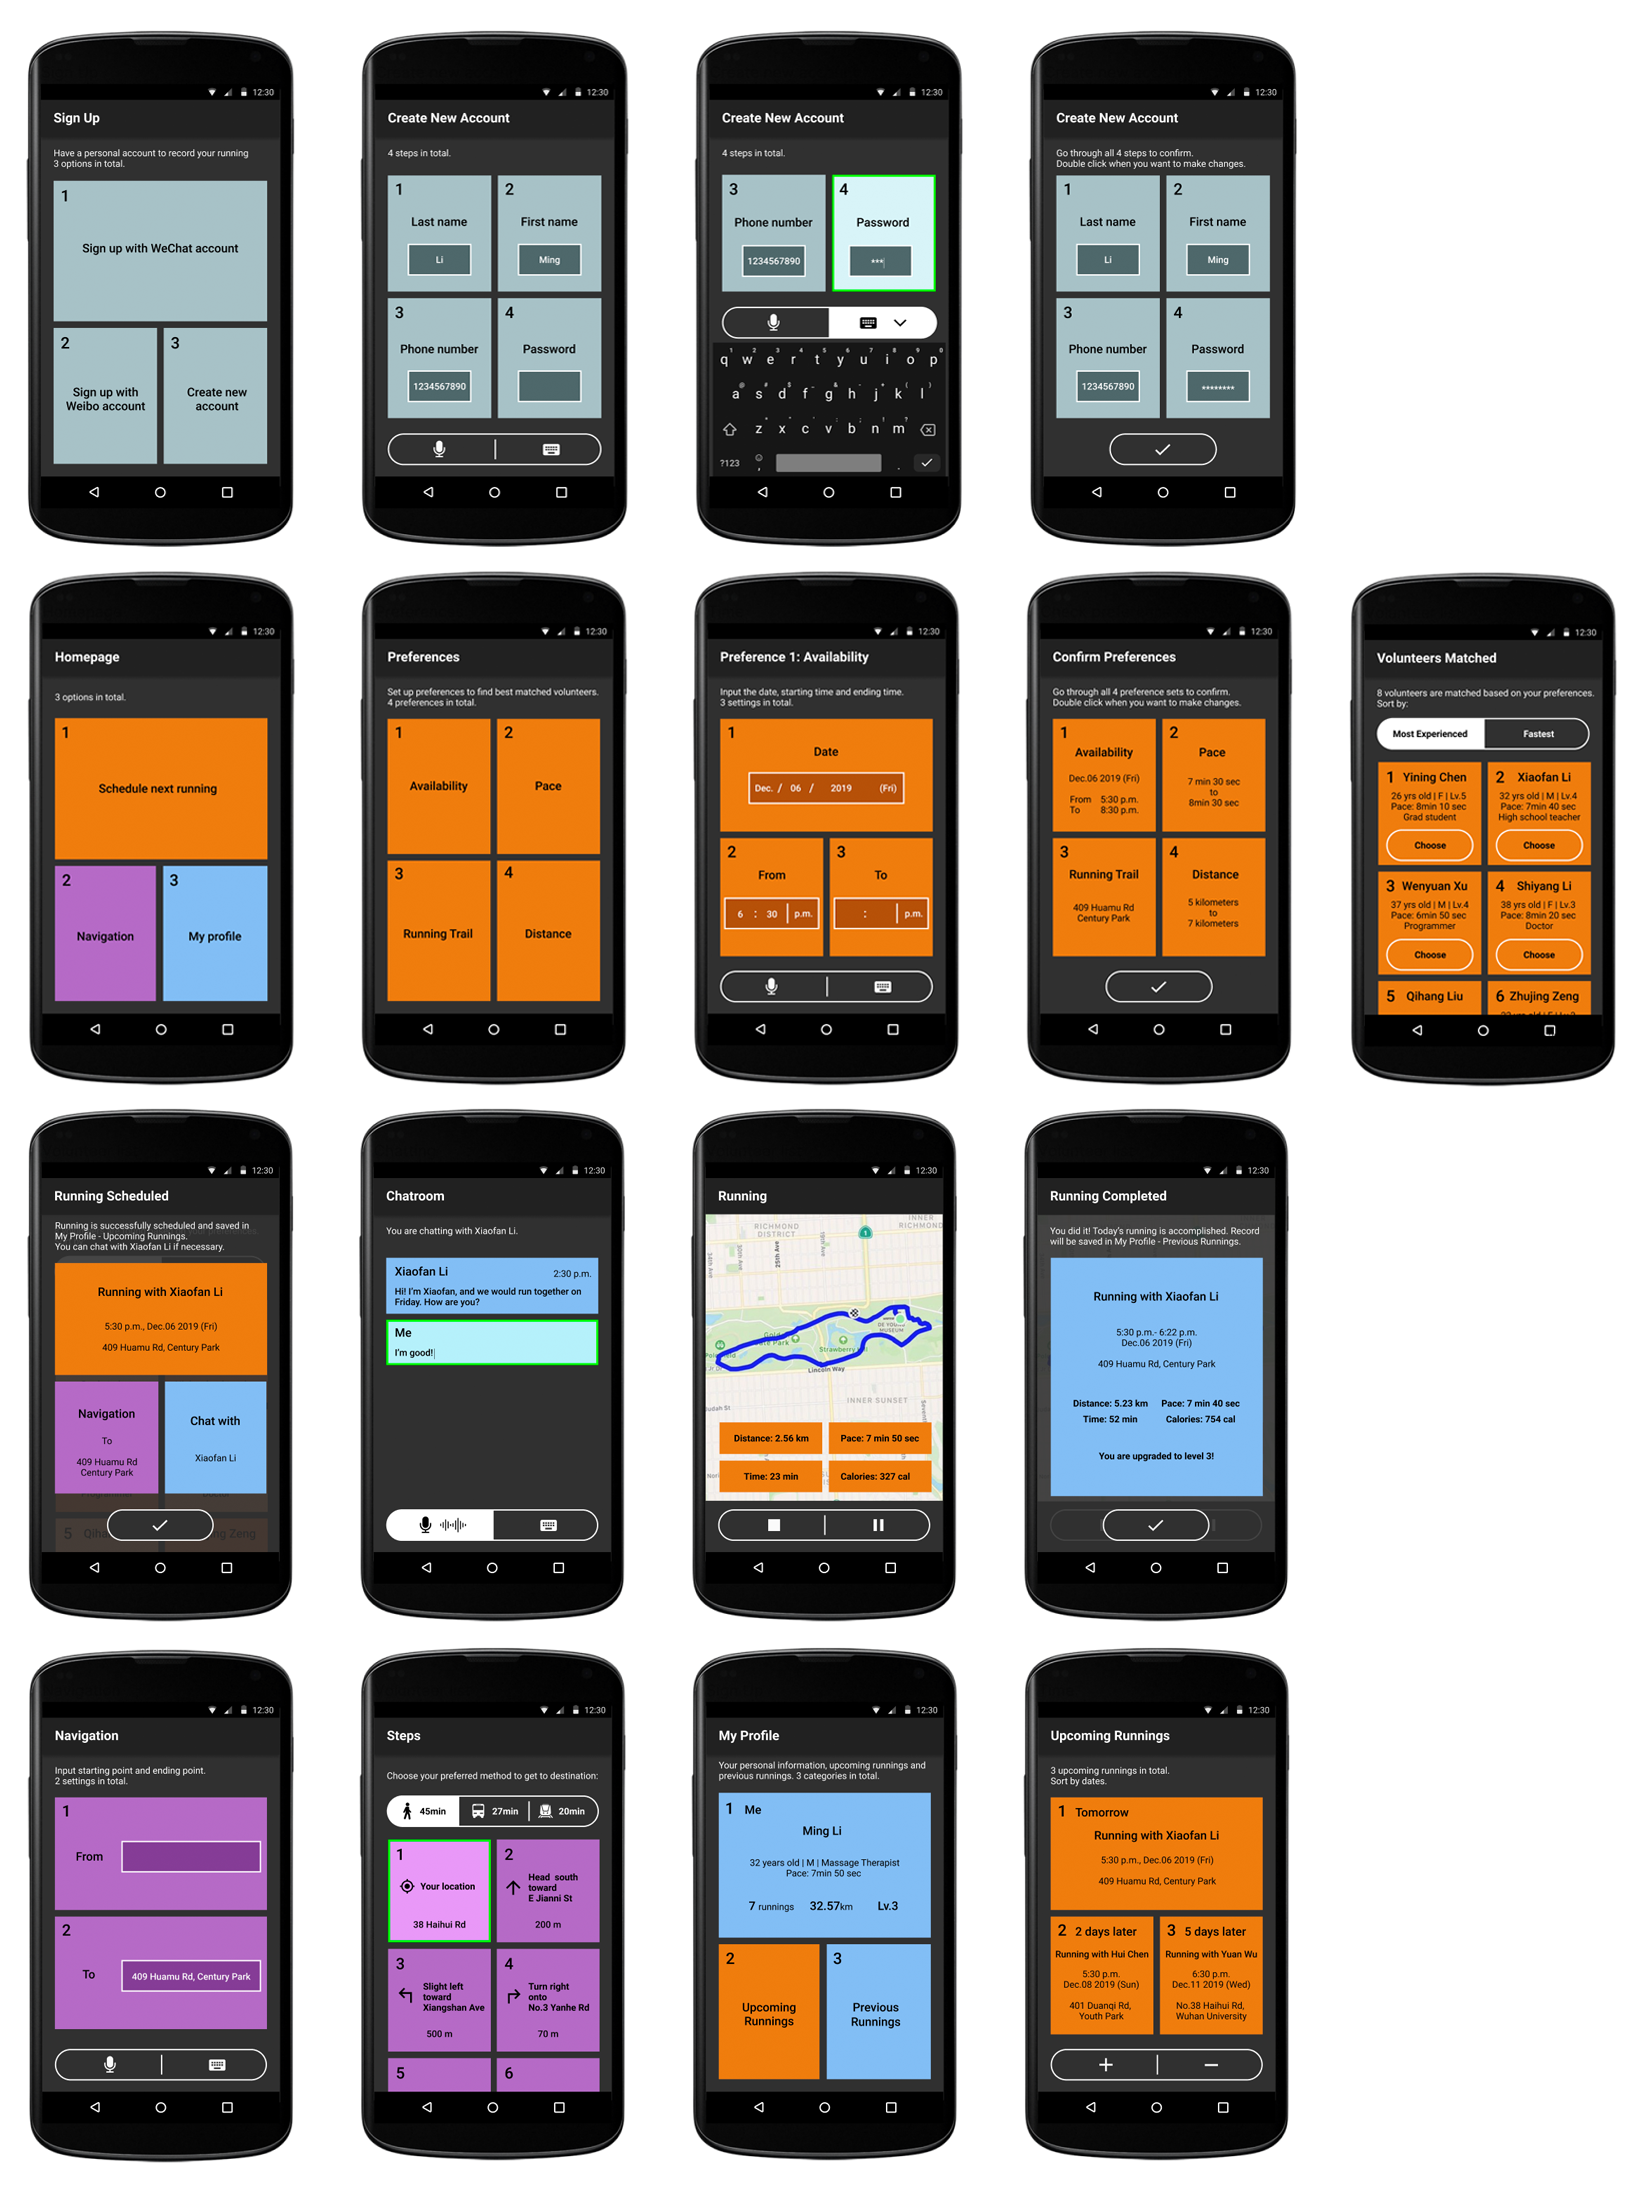 12:30
Sign Up
Have a personal account to record your running
3 options in total.
1
Sign up with WeChat account
2
Sign up with
Weibo account
3
Create new
account
12:30
Create New Account
4 steps in total.
1
Last name
Li
2
First name
Ming
3
Phone number
1234567890
4
Password
12:30
Create New Account
4 steps in total.
3
Phone number
1234567890
4
Password
***
q w e r t y u i o p
1 2 3 4 5 6 7 8 9 0
a s d f g h j k l
z x c v b n m
?123 , .
12:30
Create New Account
Go through all 4 steps to confirm.
Double click when you want to make changes.
1
Last name
Li
2
First name
Ming
3
Phone number
1234567890
4
Password
********
12:30
Homepage
3 options in total.
1
Schedule next running
2
Navigation
3
My profile
12:30
Preferences
Set up preferences to find best matched volunteers.
4 preferences in total.
1
Availability
2
Pace
3
Running Trail
4
Distance
12:30
Preference 1: Availability
Input the date, starting time and ending time.
3 settings in total.
1
Date
Dec. / 06 / 2019 (Fri)
2
From
6 : 30 p.m.
3
To
: p.m.
12:30
Confirm Preferences
Go through all 4 preference sets to confirm.
Double click when you want to make changes.
1
Availability
Dec.06 2019 (Fri)
From 5:30 p.m.
To 8:30 p.m.
2
Pace
7 min 30 sec
to
8min 30 sec
3
Running Trail
409 Huamu Rd
Century Park
4
Distance
5 kilometers
to
7 kilometers
12:30
Volunteers Matched
8 volunteers are matched based on your preferences.
Sort by:
Most Experienced Fastest
1 Yining Chen
26 yrs old | F | Lv.5
Pace: 8min 10 sec
Grad student
Choose
2 Xiaofan Li
32 yrs old | M | Lv.4
Pace: 7min 40 sec
High school teacher
Choose
3 Wenyuan Xu
37 yrs old | M | Lv.4
Pace: 6min 50 sec
Programmer
Choose
4 Shiyang Li
38 yrs old | F | Lv.3
Pace: 8min 20 sec
Doctor
Choose
5 Qihang Liu
6 Zhujing Zeng
12:30
Running Scheduled
Running is successfully scheduled and saved in
My Profile - Upcoming Runnings.
You can chat with Xiaofan Li if necessary.
Running with Xiaofan Li
5:30 p.m., Dec.06 2019 (Fri)
409 Huamu Rd, Century Park
Navigation
To
409 Huamu Rd
Century Park
Chat with
Xiaofan Li
12:30
Chatroom
You are chatting with Xiaofan Li.
Xiaofan Li 2:30 p.m.
Hi! I'm Xiaofan, and we would run together on
Friday. How are you?
Me
I'm good!
12:30
Running
RICHMOND
DISTRICT
INNER
RICHMOND
1
34th Ave
30th Ave
25th Ave
19th Ave
DE YOUNG
MUSEUM
Lincoln Way
INNER SUNSET
Judah St
Distance: 2.56 km
Pace: 7 min 50 sec
Time: 23 min
Calories: 327 cal
12:30
Running Completed
You did it! Today's running is accomplished. Record
will be saved in My Profile - Previous Runnings.
Running with Xiaofan Li
5:30 p.m.- 6:22 p.m.
Dec.06 2019 (Fri)
409 Huamu Rd, Century Park
Distance: 5.23 km Pace: 7 min 40 sec
Time: 52 min Calories: 754 cal
You are upgraded to level 3!
12:30
Navigation
Input starting point and ending point.
2 settings in total.
1
From
2
To
409 Huamu Rd, Century Park
12:30
Steps
Choose your preferred method to get to destination:
45min 27min 20min
1
Your location
38 Haihui Rd
2
Head south
toward
E Jianni St
200 m
3
Slight left
toward
Xiangshan Ave
500 m
4
Turn right
onto
No.3 Yanhe Rd
70 m
5
6
12:30
My Profile
Your personal information, upcoming runnings and
previous runnings. 3 categories in total.
1 Me
Ming Li
32 years old | M | Massage Therapist
Pace: 7min 50 sec
7 runnings 32.57km Lv.3
2
Upcoming
Runnings
3
Previous
Runnings
12:30
Upcoming Runnings
3 upcoming runnings in total.
Sort by dates.
1 Tomorrow
Running with Xiaofan Li
5:30 p.m., Dec.06 2019 (Fri)
409 Huamu Rd, Century Park
2 2 days later
Running with Hui Chen
5:30 p.m.
Dec.08 2019 (Sun)
401 Duanqi Rd,
Youth Park
3 5 days later
Running with Yuan Wu
6:30 p.m.
Dec.11 2019 (Wed)
No.38 Haihui Rd,
Wuhan University